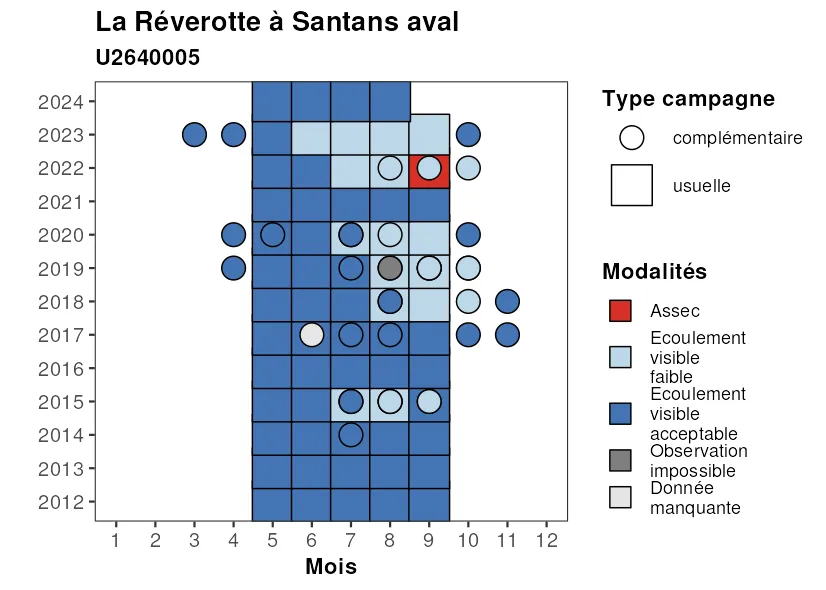 La Réverotte à Santans aval
U2640005
2024
2023
2022
2021
2020
2019
2018
2017
2016
2015
2014
2013
2012
1 2 3 4 5 6 7 8 9 10 11 12
Mois
Type campagne
complémentaire
usuelle
Modalités
Assec
Ecoulement
visible
faible
Ecoulement
visible
acceptable
Observation
impossible
Donnée
manquante